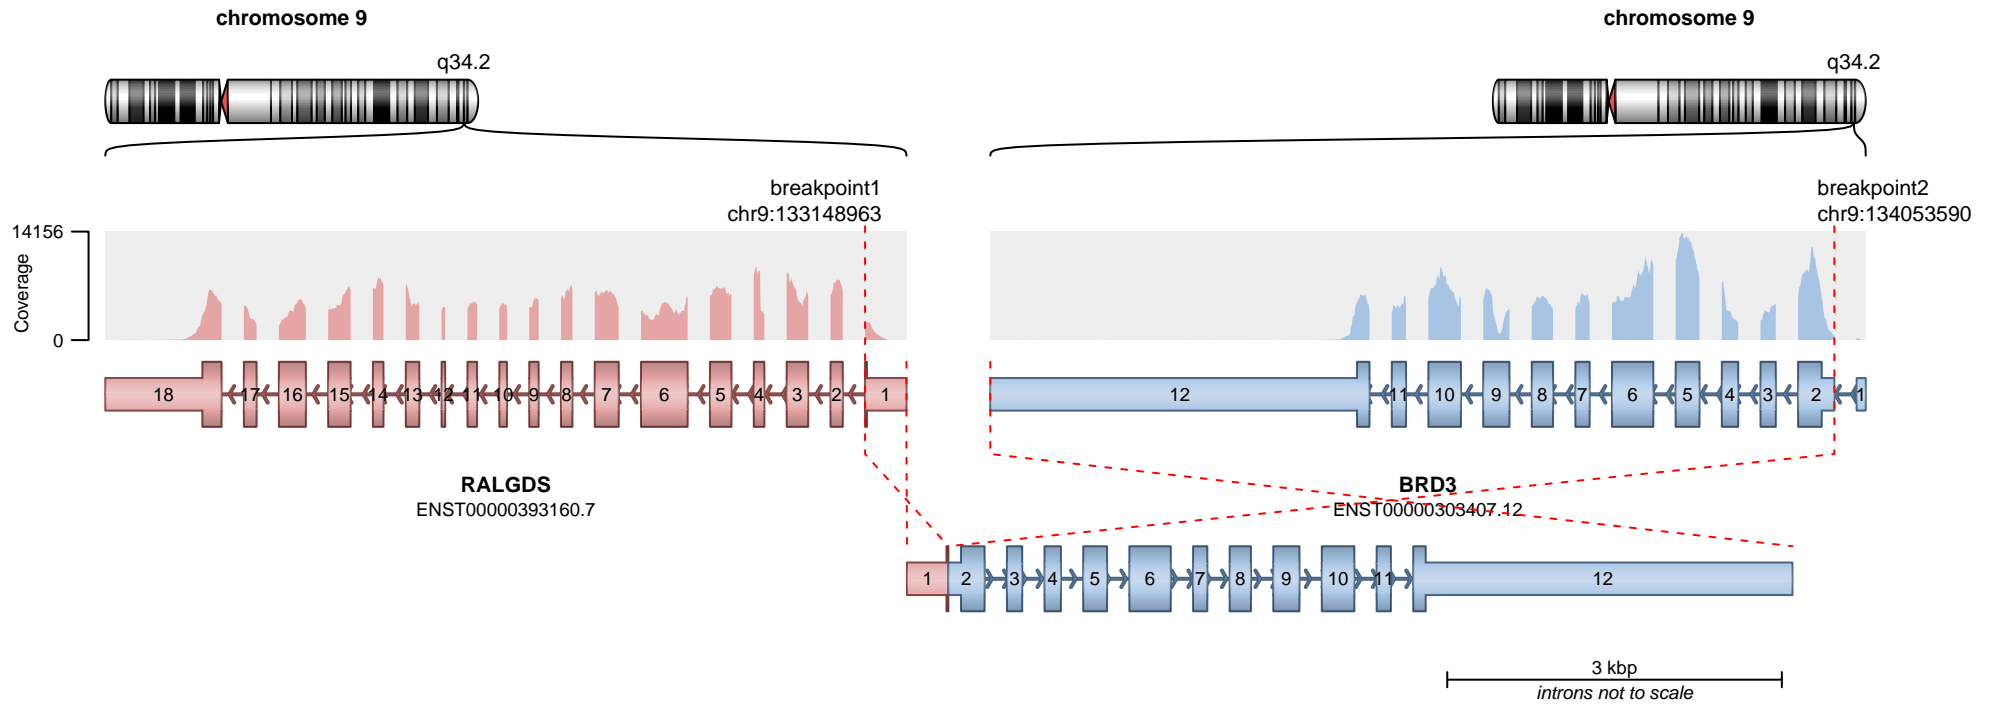 chromosome 9
chromosome 9
q34.2
q34.2
breakpoint1
chr9:133148963
breakpoint2
chr9:134053590
14156
Coverage
0
18 17 16 15 14 13 12 11 10 9 8 7 6 5 4 3 2 1
12 11 10 9 8 7 6 5 4 3 2 1
RALGDS
ENST00000393160.7
BRD3
ENST00000303407.12
1 2 3 4 5 6 7 8 9 10 11 12
3 kbp
introns not to scale